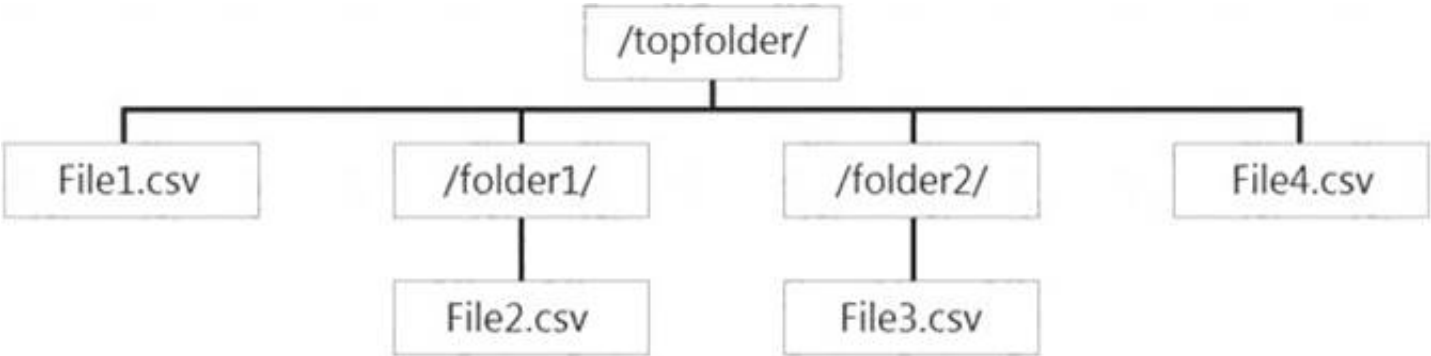 /topfolder/
File1.csv
/folder1/
/folder2/
File4.csv
File2.csv
File3.csv